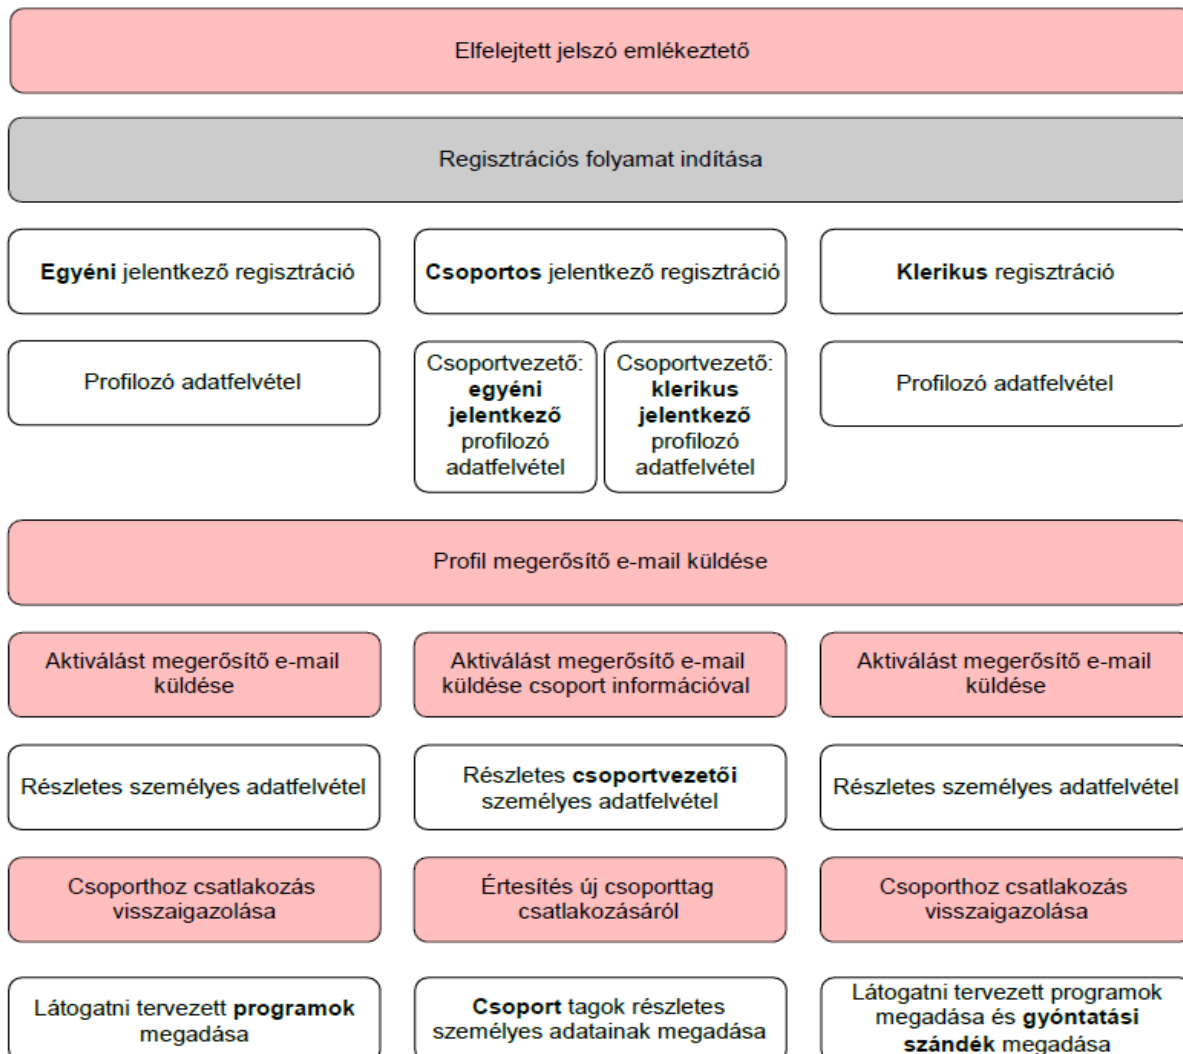 Elfelejtett jelszó emlékeztető
Regisztrációs folyamat indítása
Egyéni jelentkező regisztráció
Csoportos jelentkező regisztráció
Klerikus regisztráció
Profilozó adatfelvétel
Csoportvezető:
egyéni
jelentkező
profilozó
adatfelvétel
Csoportvezető:
klerikus
jelentkező
profilozó
adatfelvétel
Profilozó adatfelvétel
Profil megerősítő e-mail küldése
Aktiválást megerősítő e-mail
küldése
Aktiválást megerősítő e-mail
küldése csoport információval
Aktiválást megerősítő e-mail
küldése
Részletes személyes adatfelvétel
Részletes csoportvezetői
személyes adatfelvétel
Részletes személyes adatfelvétel
Csoporthoz csatlakozás
visszaigazolása
Értesítés új csoporttag
csatlakozásáról
Csoporthoz csatlakozás
visszaigazolása
Látogatni tervezett programok
megadása
Csoport tagok részletes
személyes adatainak megadása
Látogatni tervezett programok
megadása és gyóntatási
szándék megadása